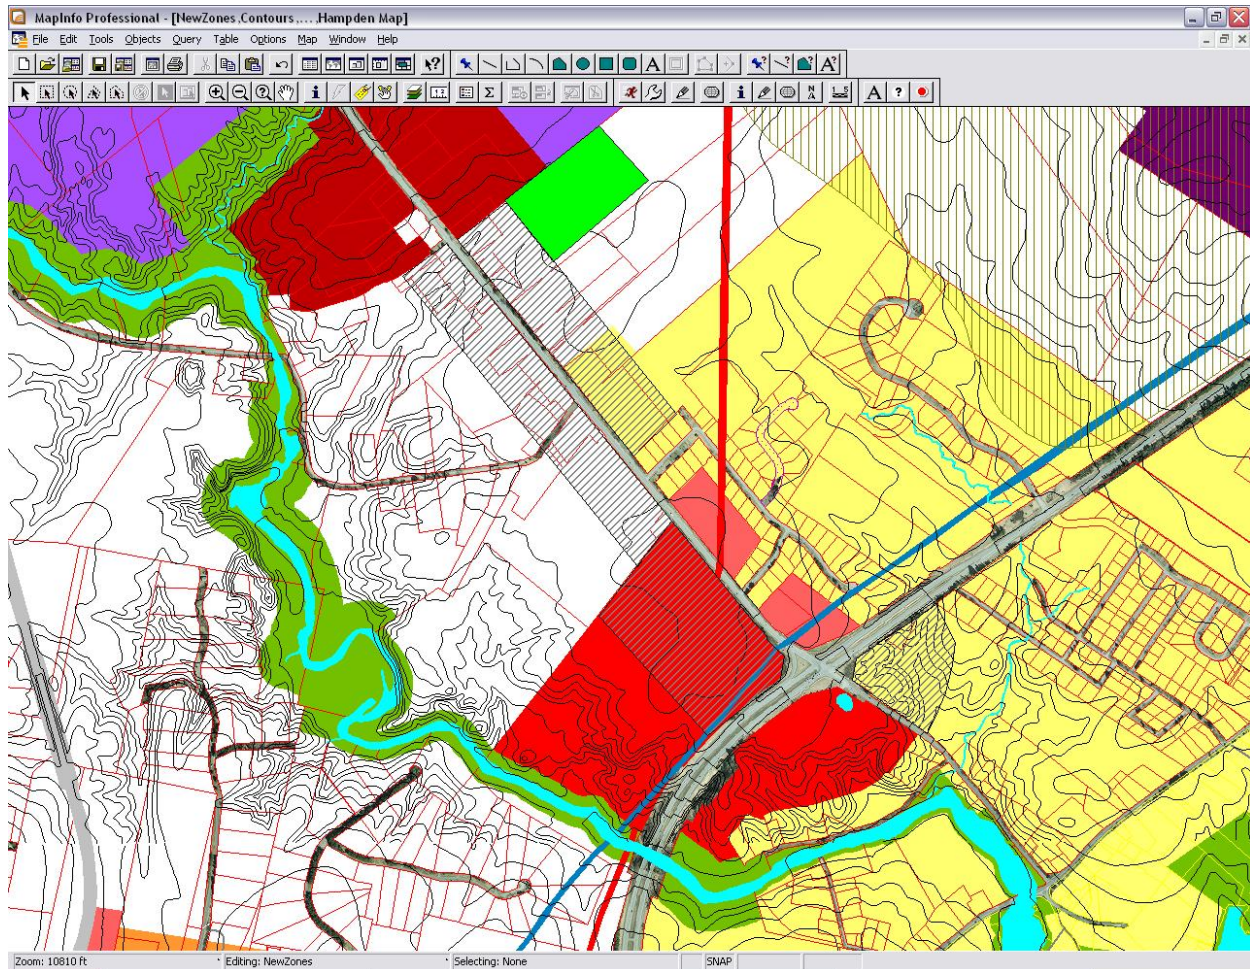 MapInfo Professional - [NewZones,Contours,...,Hampden Map]
File Edit Tools Objects Query Table Options Map Window Help
Zoom: 10810 ft Editing: NewZones Selecting: None SNAP